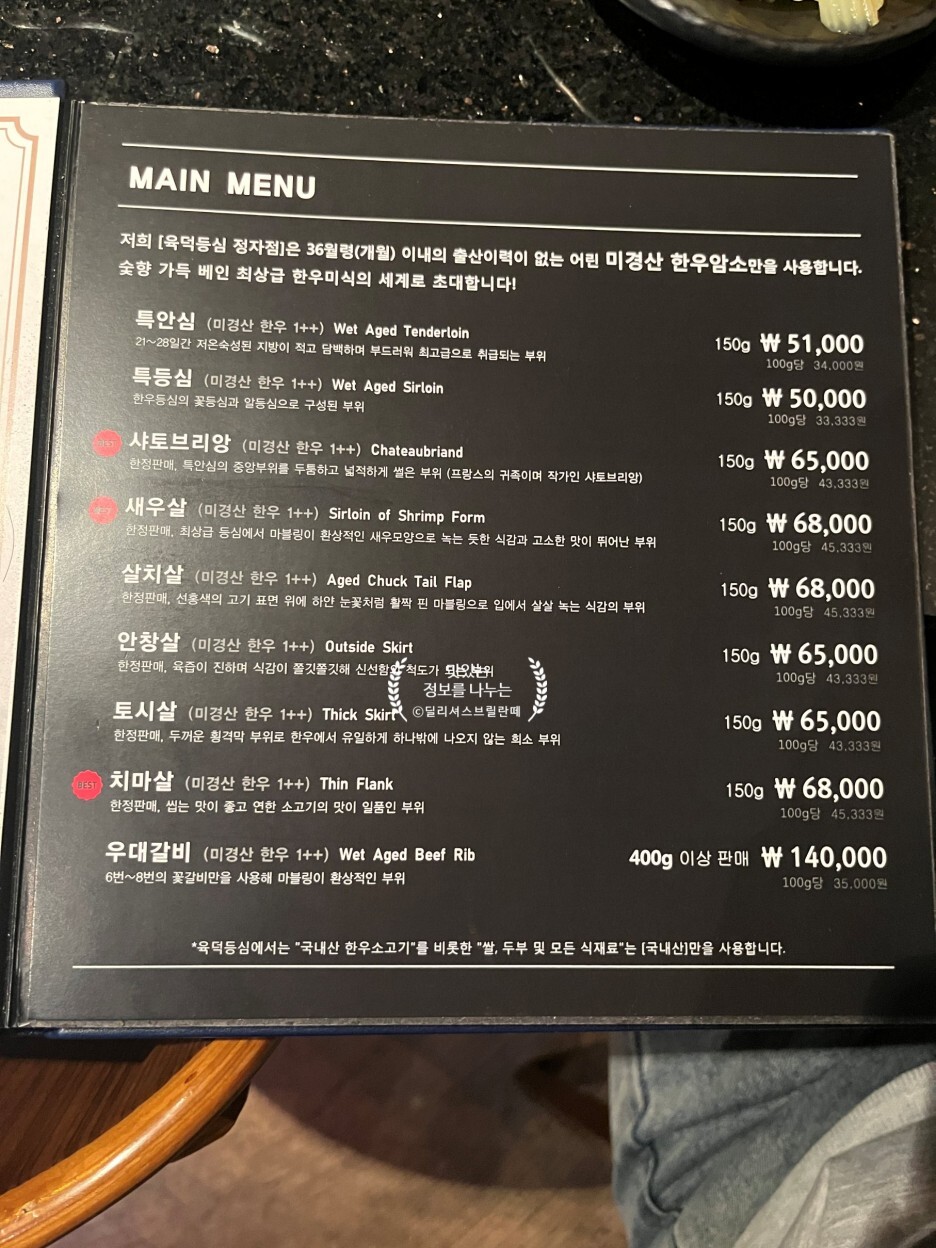 MAIN MENU
저희 [육덕등심 정자점]은 36월령(개월) 이내의 출산이력이 없는 어린 미경산 한우암소만을 사용합니다.
숯향 가득 베인 최상급 한우미식의 세계로 초대합니다!
특안심 (미경산 한우 1++) Wet Aged Tenderloin 150g ₩ 51,000
21~28일간 저온숙성된 지방이 적고 담백하며 부드러워 최고급으로 취급되는 부위 100g당 34,000원
특등심 (미경산 한우 1++) Wet Aged Sirloin 150g ₩ 50,000
한우등심의 꽃등심과 알등심으로 구성된 부위 100g당 33,333원
BEST 샤토브리앙 (미경산 한우 1++) Chateaubriand 150g ₩ 65,000
한정판매, 특안심의 중앙부위를 두툼하고 넓적하게 썰은 부위 (프랑스의 귀족이며 작가인 샤토브리앙) 100g당 43,333원
BEST 새우살 (미경산 한우 1++) Sirloin of Shrimp Form 150g ₩ 68,000
한정판매, 최상급 등심에서 마블링이 환상적인 새우모양으로 녹는 듯한 식감과 고소한 맛이 뛰어난 부위 100g당 45,333원
살치살 (미경산 한우 1++) Aged Chuck Tail Flap 150g ₩ 68,000
한정판매, 선홍색의 고기 표면 위에 하얀 눈꽃처럼 활짝 핀 마블링으로 입에서 살살 녹는 식감의 부위 100g당 45,333원
안창살 (미경산 한우 1++) Outside Skirt 150g ₩ 65,000
한정판매, 육즙이 진하며 식감이 쫄깃쫄깃해 신선함의 척도가 부위 100g당 43,333원
맛있는
정보를 나누는
©딜리셔스브릴란떼
토시살 (미경산 한우 1++) Thick Skirt 150g ₩ 65,000
한정판매, 두꺼운 횡격막 부위로 한우에서 유일하게 하나밖에 나오지 않는 희소 부위 100g당 43,333원
BEST 치마살 (미경산 한우 1++) Thin Flank 150g ₩ 68,000
한정판매, 씹는 맛이 좋고 연한 소고기의 맛이 일품인 부위 100g당 45,333원
우대갈비 (미경산 한우 1++) Wet Aged Beef Rib 400g 이상 판매 ₩ 140,000
6번~8번의 꽃갈비만을 사용해 마블링이 환상적인 부위 100g당 35,000원
*육덕등심에서는 "국내산 한우소고기"를 비롯한 "쌀, 두부 및 모든 식재료"는 [국내산]만을 사용합니다.